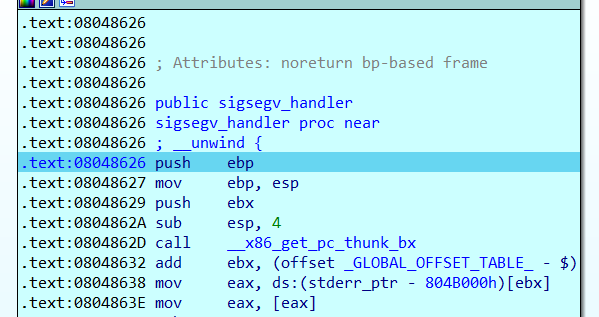 .text:08048626
.text:08048626
.text:08048626 ; Attributes: noreturn bp-based frame
.text:08048626
.text:08048626 public sigsegv_handler
.text:08048626 sigsegv_handler proc near
.text:08048626 ; __unwind {
.text:08048626 push    ebp
.text:08048627 mov     ebp, esp
.text:08048629 push    ebx
.text:0804862A sub     esp, 4
.text:0804862D call    __x86_get_pc_thunk_bx
.text:08048632 add     ebx, (offset _GLOBAL_OFFSET_TABLE_ - $)
.text:08048638 mov     eax, ds:(stderr_ptr - 804B000h)[ebx]
.text:0804863E mov     eax, [eax]